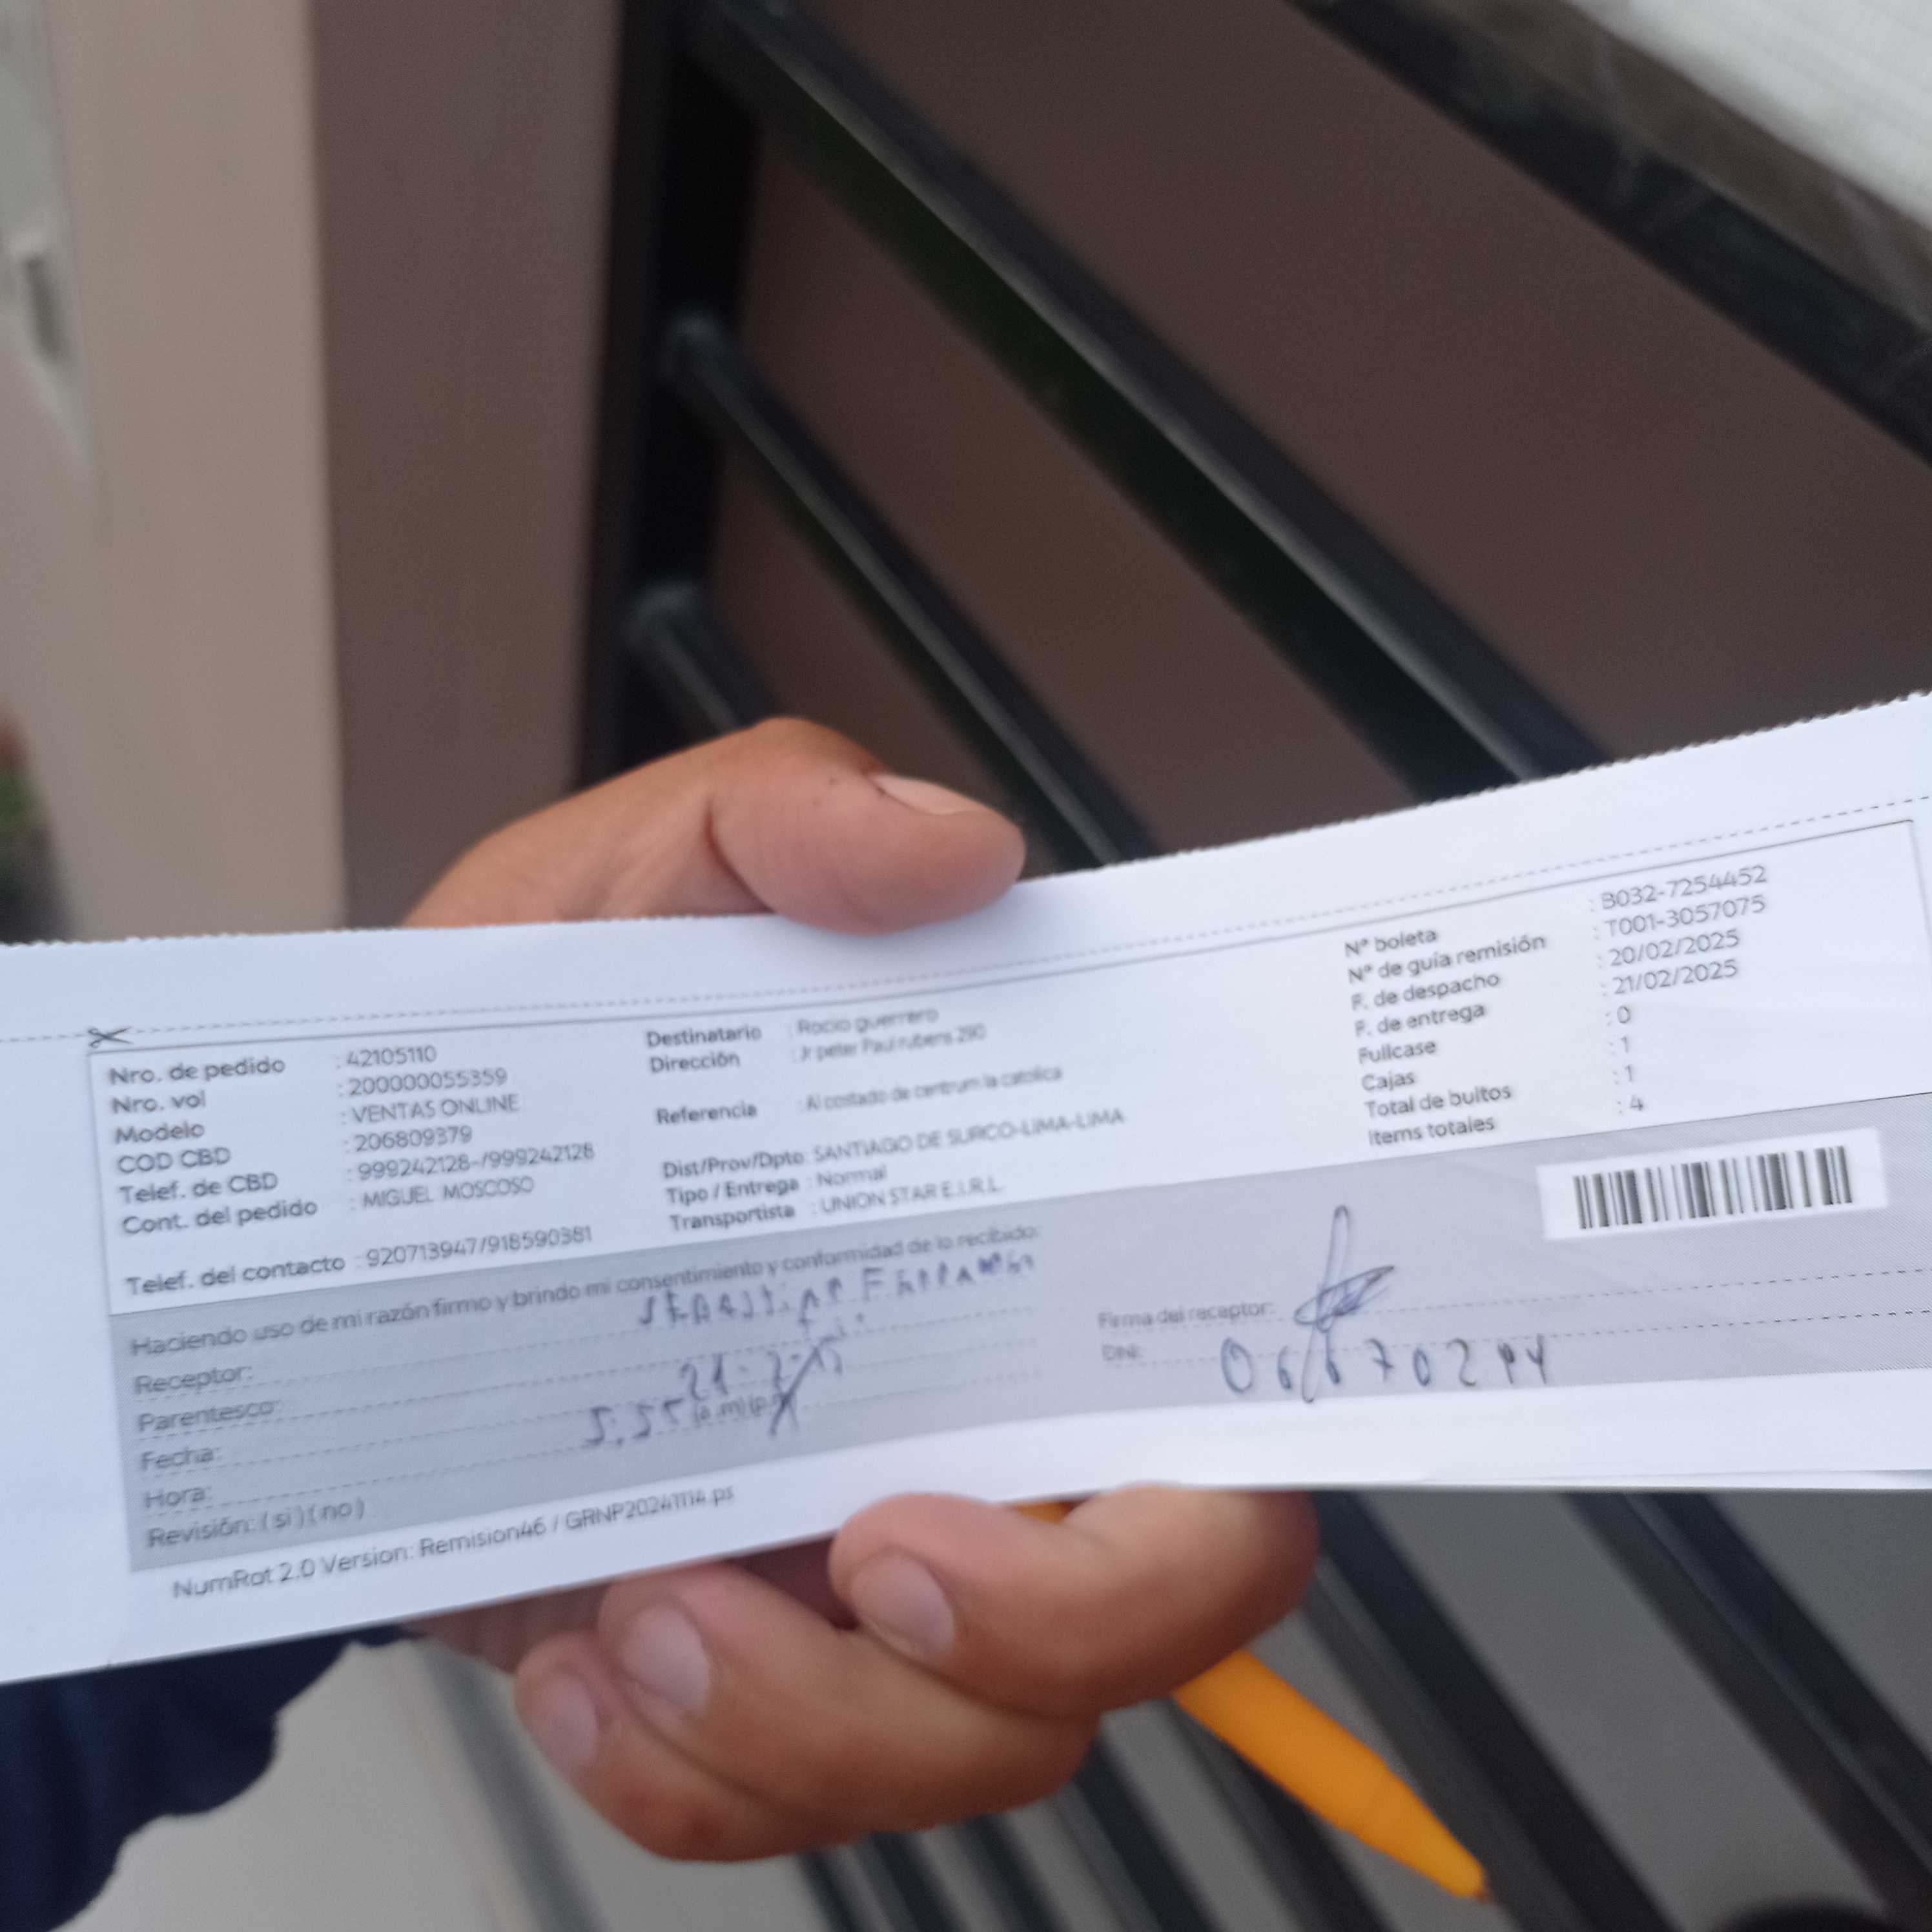 Nro. de pedido : 42105110
Nro. vol : 200000055359
Modelo : VENTAS ONLINE
COD CBD : 206809379
Telef. de CBD : 999242128-/999242128
Cont. del pedido : MIGUEL MOSCOSO
Telef. del contacto : 920713947/918590381
Destinatario : Rocio guerrero
Dirección : Jr peter Paul rubens 290
Referencia : Al costado de centrum la catolica
Dist/Prov/Dpto : SANTIAGO DE SURCO-LIMA-LIMA
Tipo / Entrega : Normal
Transportista : UNION STAR E.I.R.L.
Nº boleta : B032-7254452
Nº de guía remisión : T001-3057075
F. de despacho : 20/02/2025
F. de entrega : 21/02/2025
Fullcase : 0
Cajas : 1
Total de bultos : 1
Items totales : 4
Haciendo uso de mi razón firmo y brindo mi consentimiento y conformidad de lo recibido:
Receptor:
Parentesco:
Fecha: 21-2-
Hora: 5:55 (a.m) (p.
Revisión: ( si ) ( no )
Firma del receptor:
DNI:
NumRot 2.0 Version: Remision46 / GRNP20241114.ps